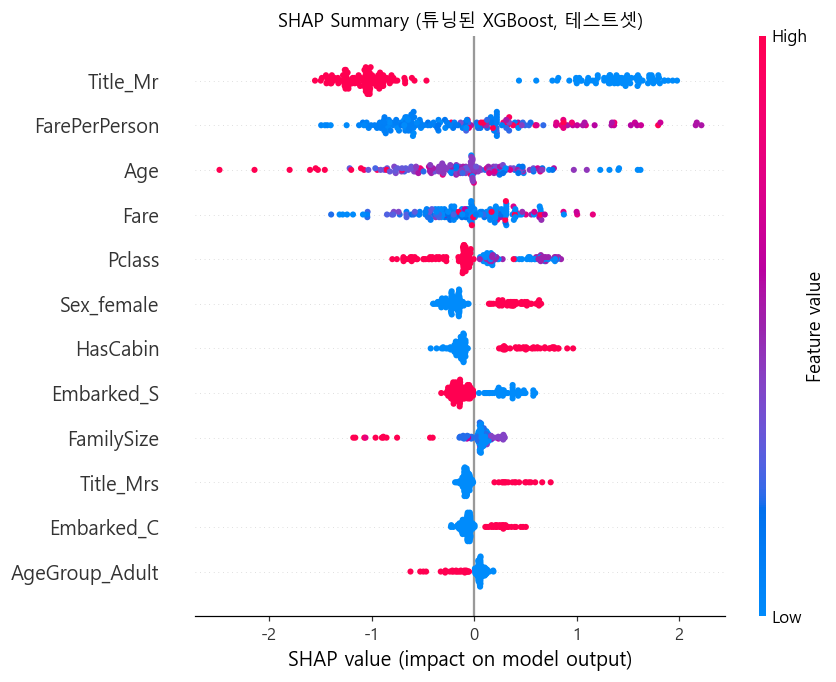 SHAP Summary (튜닝된 XGBoost, 테스트셋)
High
Title_Mr
FarePerPerson
Age
Fare
Pclass
Sex_female
HasCabin
Embarked_S
FamilySize
Title_Mrs
Embarked_C
AgeGroup_Adult
Feature value
Low
-2 -1 0 1 2
SHAP value (impact on model output)